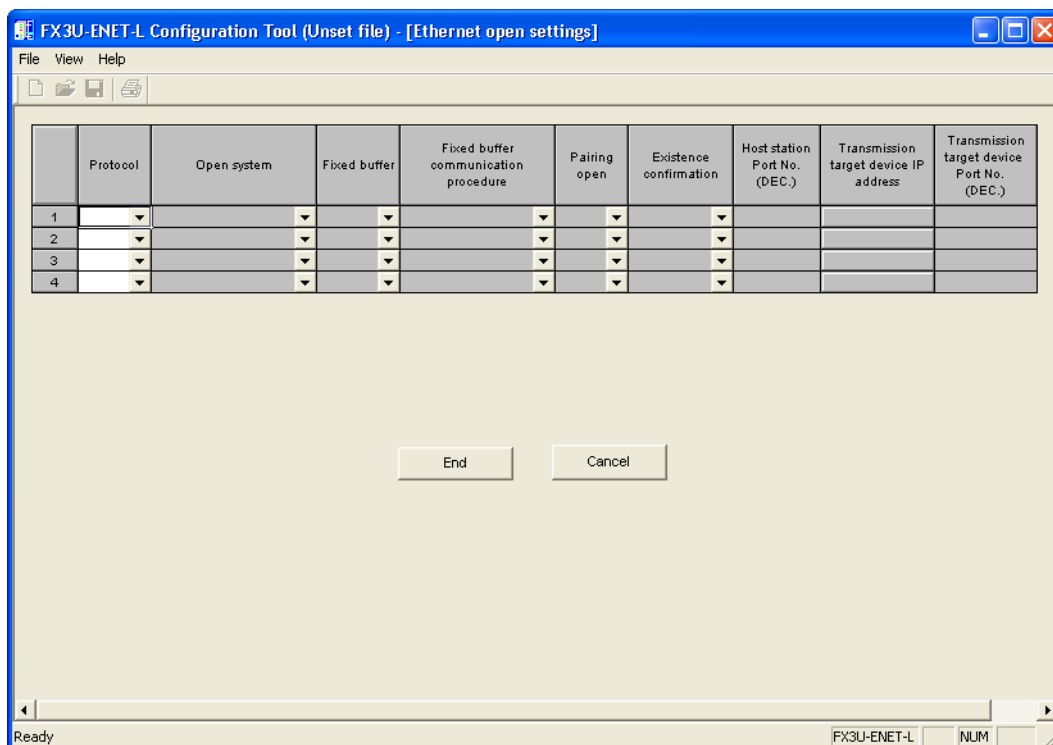 FX3U-ENET-L Configuration Tool (Unset file) - [Ethernet open settings]
File View Help
Protocol
Open system
Fixed buffer
Fixed buffer
communication
procedure
Pairing
open
Existence
confirmation
Host station
Port No.
(DEC.)
Transmission
target device IP
address
Transmission
target device
Port No.
(DEC.)
1
2
3
4
End
Cancel
Ready
FX3U-ENET-L
NUM